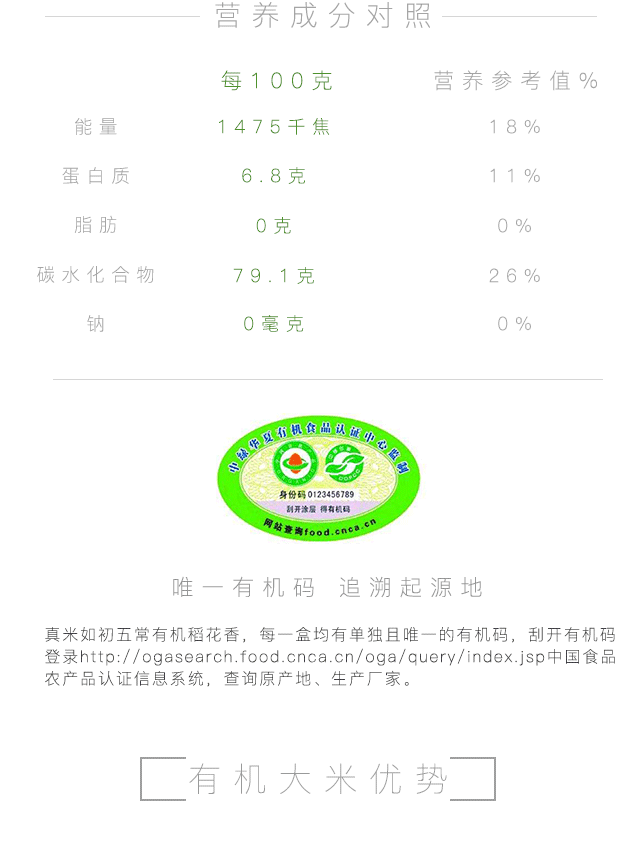 营养成分对照
每100克 营养参考值%
能量 1475千焦 18%
蛋白质 6.8克 11%
脂肪 0克 0%
碳水化合物 79.1克 26%
钠 0毫克 0%
中绿华夏有机食品认证中心监制
身份码 0123456789
刮开涂层 得有机码
网站查询food.cnca.cn
唯一有机码 追溯起源地
真米如初五常有机稻花香，每一盒均有单独且唯一的有机码，刮开有机码
登录http://ogasearch.food.cnca.cn/oga/query/index.jsp中国食品
农产品认证信息系统，查询原产地、生产厂家。
有机大米优势